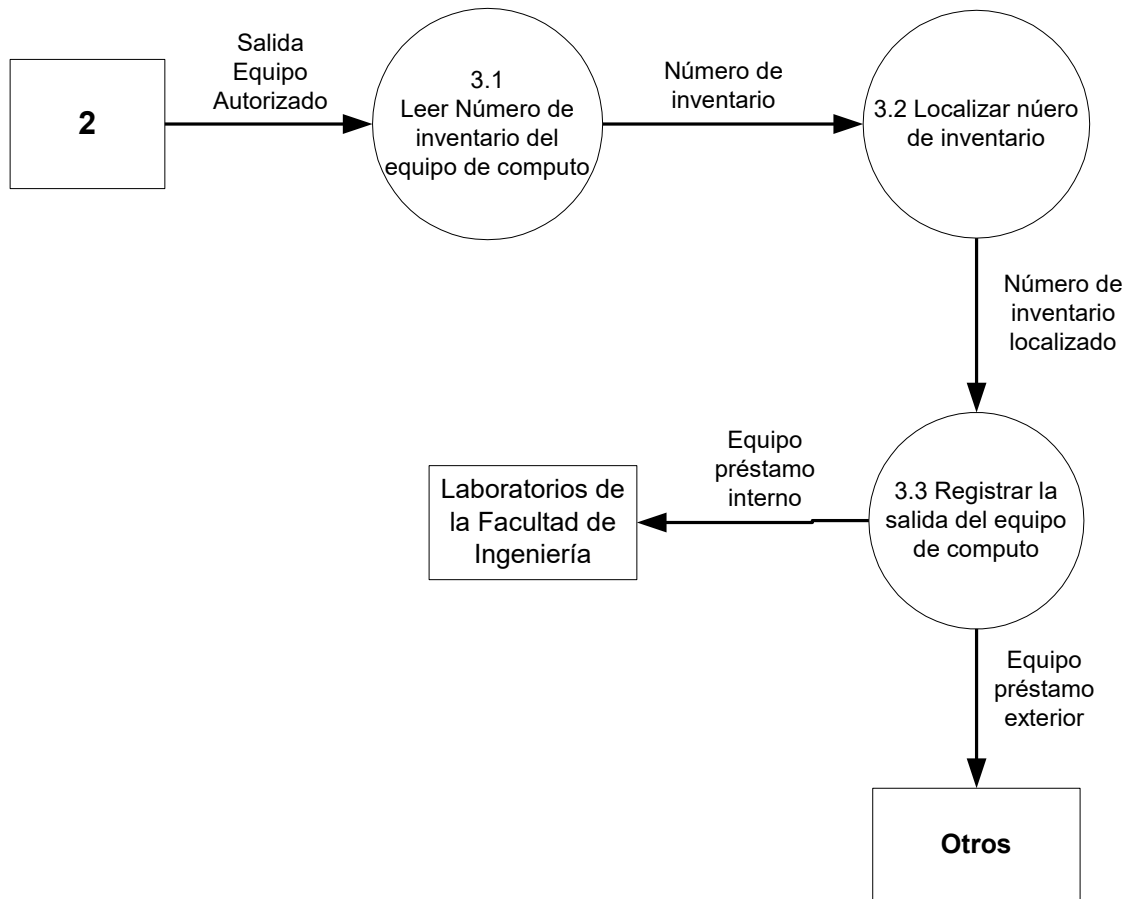 2
Salida
Equipo
Autorizado
3.1
Leer Número de
inventario del
equipo de computo
Número de
inventario
3.2 Localizar núero
de inventario
Número de
inventario
localizado
3.3 Registrar la
salida del equipo
de computo
Equipo
préstamo
interno
Laboratorios de
la Facultad de
Ingeniería
Equipo
préstamo
exterior
Otros